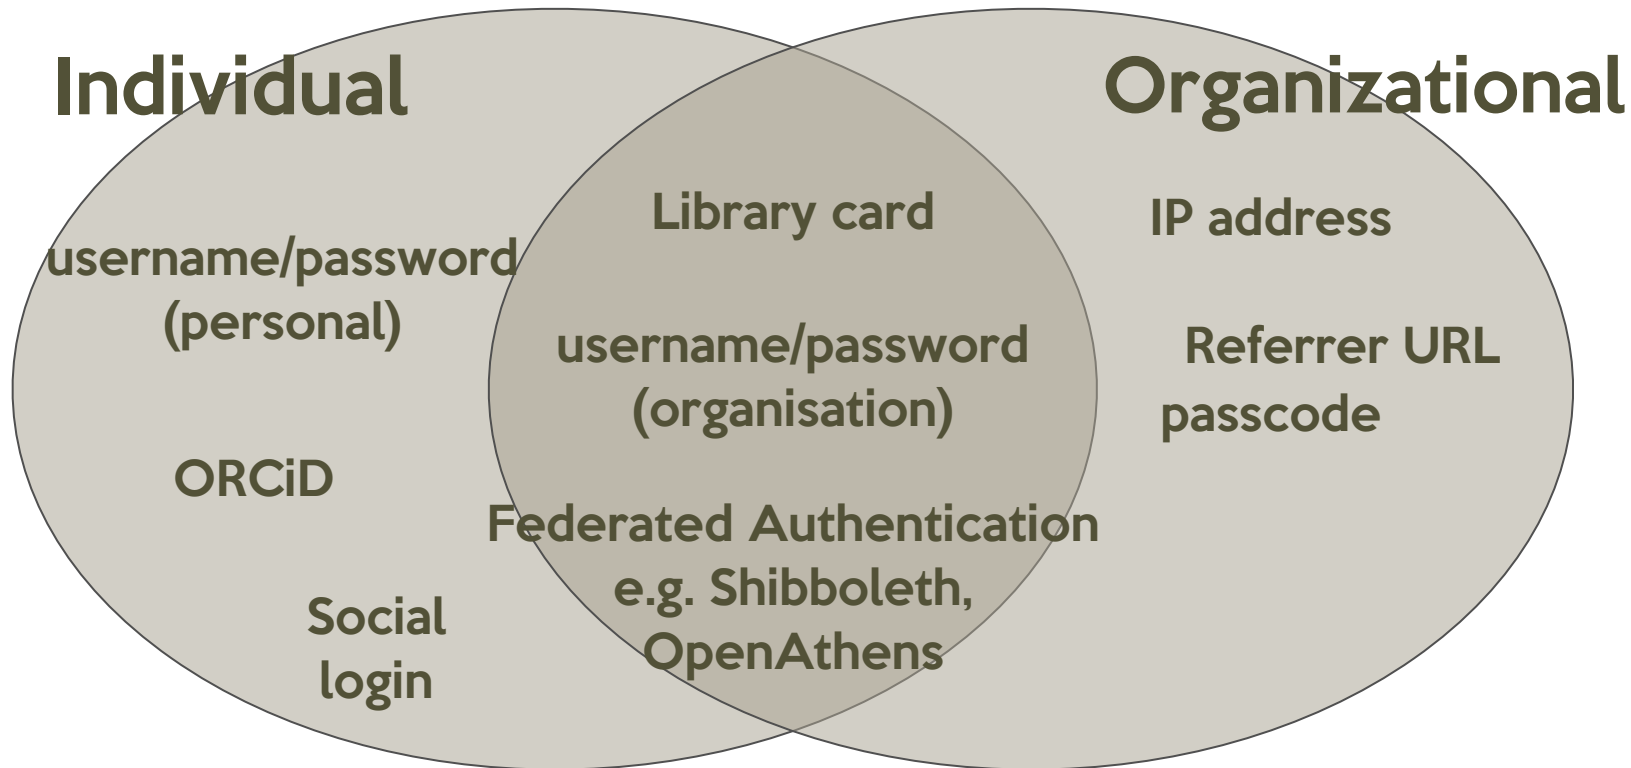 Individual
Organizational
username/password
(personal)
ORCiD
Social
login
Library card
username/password
(organisation)
Federated Authentication
e.g. Shibboleth,
OpenAthens
IP address
Referrer URL
passcode